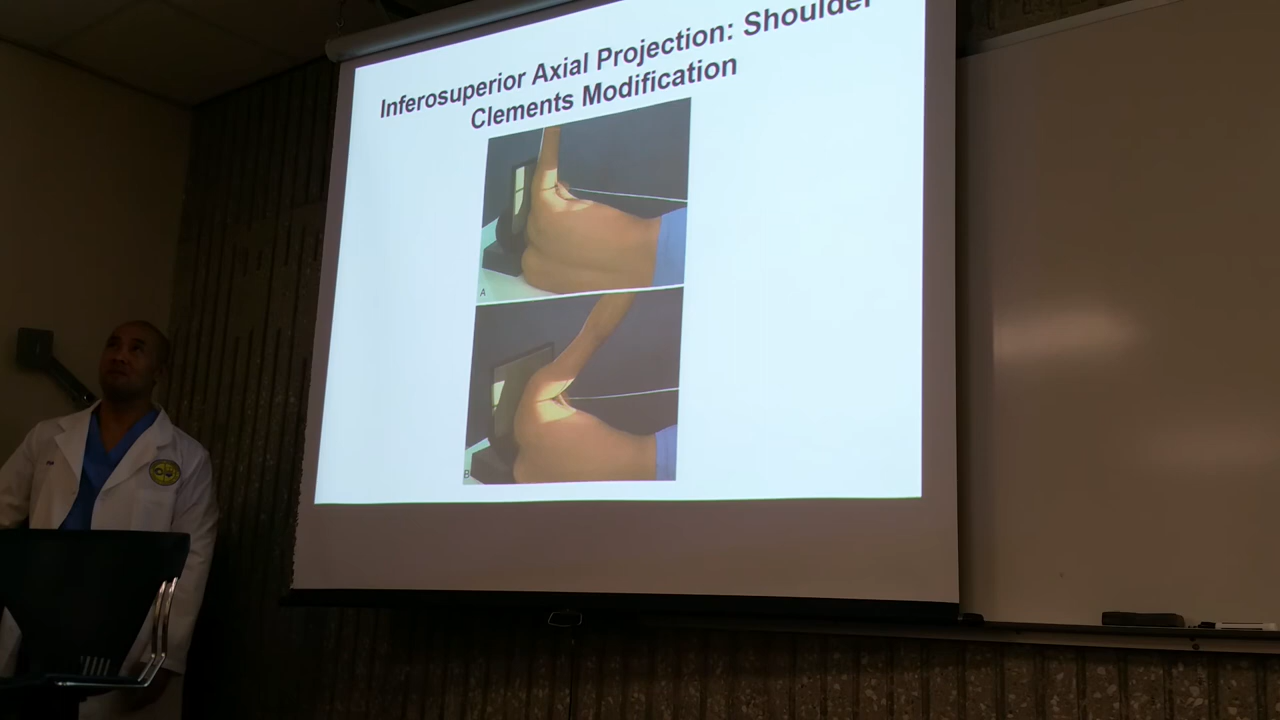 Inferosuperior Axial Projection: Shoulder
Clements Modification
A
B